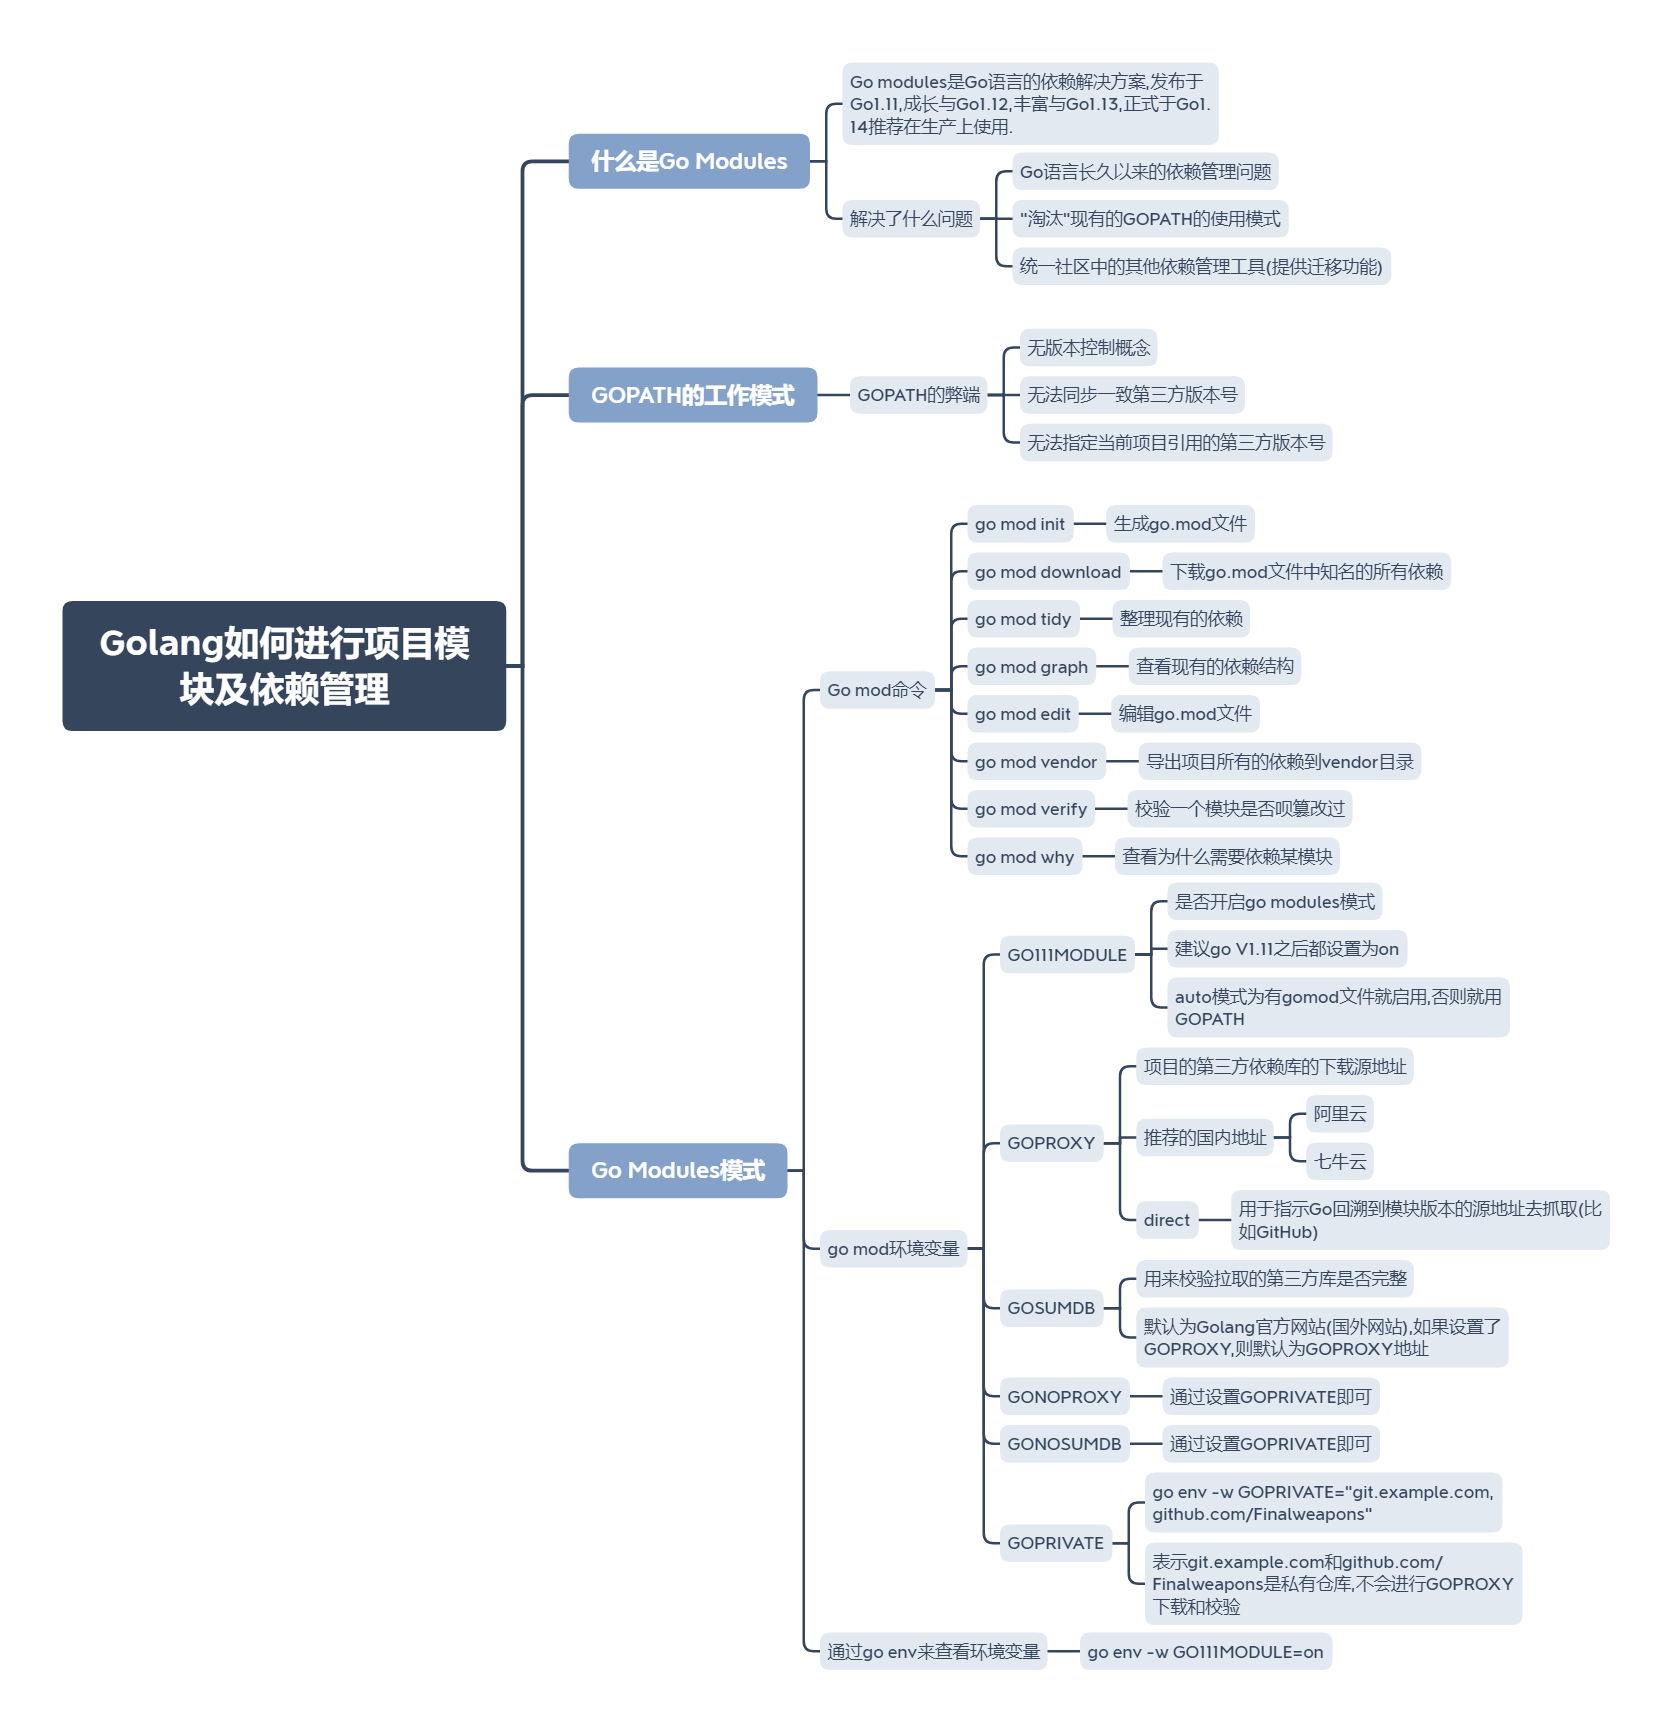 Golang如何进行项目模
块及依赖管理
什么是Go Modules
Go modules是Go语言的依赖解决方案,发布于
Go1.11,成长与Go1.12,丰富与Go1.13,正式于Go1.
14推荐在生产上使用.
解决了什么问题
Go语言长久以来的依赖管理问题
"淘汰"现有的GOPATH的使用模式
统一社区中的其他依赖管理工具(提供迁移功能)
GOPATH的工作模式
GOPATH的弊端
无版本控制概念
无法同步一致第三方版本号
无法指定当前项目引用的第三方版本号
Go Modules模式
Go mod命令
go mod init
生成go.mod文件
go mod download
下载go.mod文件中知名的所有依赖
go mod tidy
整理现有的依赖
go mod graph
查看现有的依赖结构
go mod edit
编辑go.mod文件
go mod vendor
导出项目所有的依赖到vendor目录
go mod verify
校验一个模块是否呗篡改过
go mod why
查看为什么需要依赖某模块
go mod环境变量
GO111MODULE
是否开启go modules模式
建议go V1.11之后都设置为on
auto模式为有gomod文件就启用,否则就用
GOPATH
GOPROXY
项目的第三方依赖库的下载源地址
推荐的国内地址
阿里云
七牛云
direct
用于指示Go回溯到模块版本的源地址去抓取(比
如GitHub)
GOSUMDB
用来校验拉取的第三方库是否完整
默认为Golang官方网站(国外网站),如果设置了
GOPROXY,则默认为GOPROXY地址
GONOPROXY
通过设置GOPRIVATE即可
GONOSUMDB
通过设置GOPRIVATE即可
GOPRIVATE
go env -w GOPRIVATE="git.example.com,
github.com/Finalweapons"
表示git.example.com和github.com/
Finalweapons是私有仓库,不会进行GOPROXY
下载和校验
通过go env来查看环境变量
go env -w GO111MODULE=on